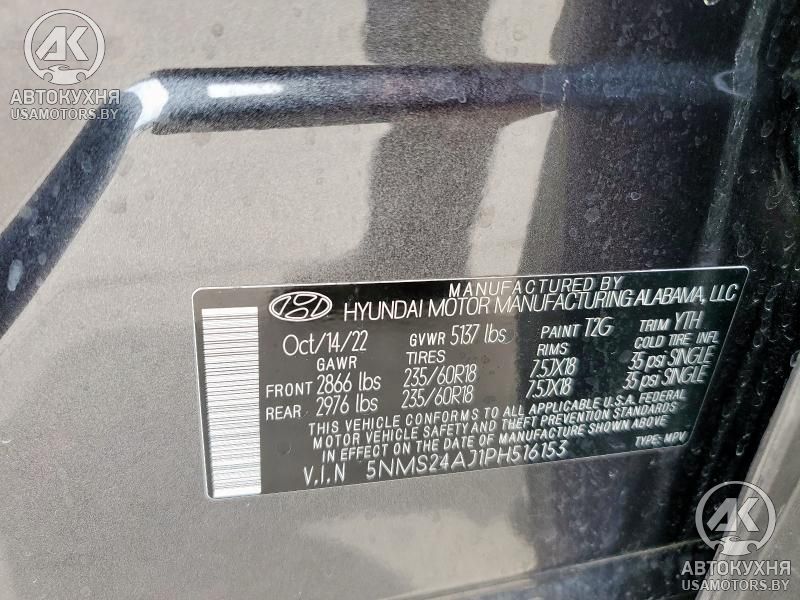 АК
АВТОКУХНЯ
USAMOTORS.BY
MANUFACTURED BY
HYUNDAI MOTOR MANUFACTURING ALABAMA, LLC
Oct/14/22 GVWR 5137 lbs PAINT T2G TRIM YTH
GAWR TIRES RIMS COLD TIRE INFL
FRONT 2866 lbs 235/60R18 7.5JX18 35 psi SINGLE
REAR 2976 lbs 235/60R18 7.5JX18 35 psi SINGLE
THIS VEHICLE CONFORMS TO ALL APPLICABLE U.S.A. FEDERAL
MOTOR VEHICLE SAFETY AND THEFT PREVENTION STANDARDS
IN EFFECT ON THE DATE OF MANUFACTURE SHOWN ABOVE
V.I.N 5NMS24AJ1PH516153 TYPE: MPV
АК
АВТОКУХНЯ
USAMOTORS.BY